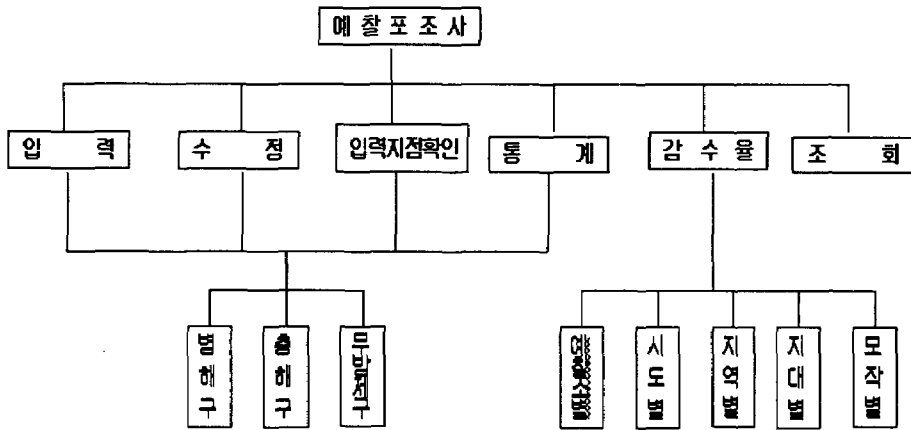 예 찰 포 조 사
입 력
수 정
입력지점확인
통 계
감 수 율
조 회
병해구
충해구
무방제구
시도별
지역별
지대별
모작별